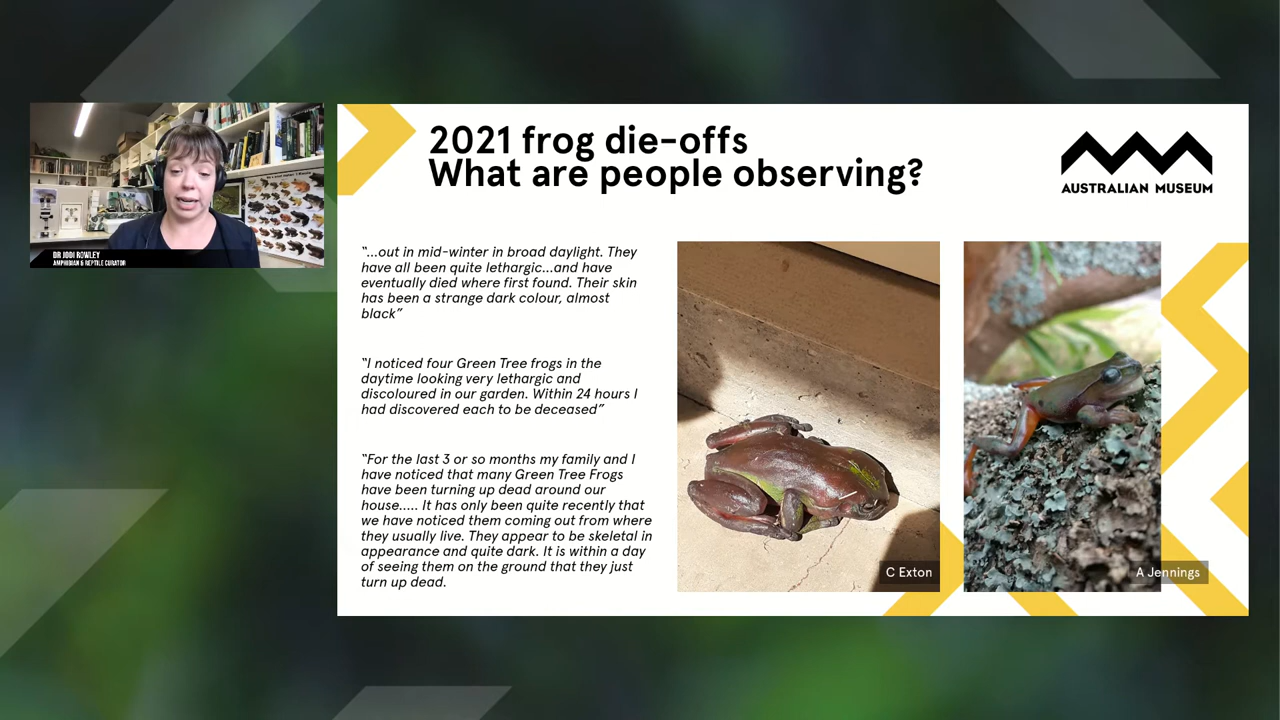 2021 frog die-offs
What are people observing?
AUSTRALIAN MUSEUM
DR JODI ROWLEY
AMPHIBIAN & REPTILE CURATOR
“...out in mid-winter in broad daylight. They
have all been quite lethargic...and have
eventually died where first found. Their skin
has been a strange dark colour, almost
black”
“I noticed four Green Tree frogs in the
daytime looking very lethargic and
discoloured in our garden. Within 24 hours I
had discovered each to be deceased”
“For the last 3 or so months my family and I
have noticed that many Green Tree Frogs
have been turning up dead around our
house..... It has only been quite recently that
we have noticed them coming out from where
they usually live. They appear to be skeletal in
appearance and quite dark. It is within a day
of seeing them on the ground that they just
turn up dead.
C Exton
A Jennings